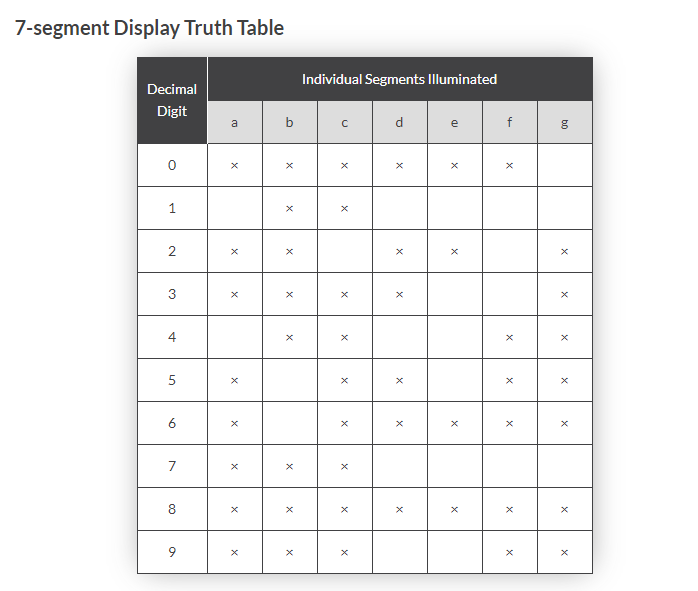 7-segment Display Truth Table
Decimal Digit Individual Segments Illuminated
a b c d e f g
0 × × × × × ×
1 × ×
2 × × × × ×
3 × × × × ×
4 × × × ×
5 × × × × ×
6 × × × × × ×
7 × × ×
8 × × × × × × ×
9 × × × × ×